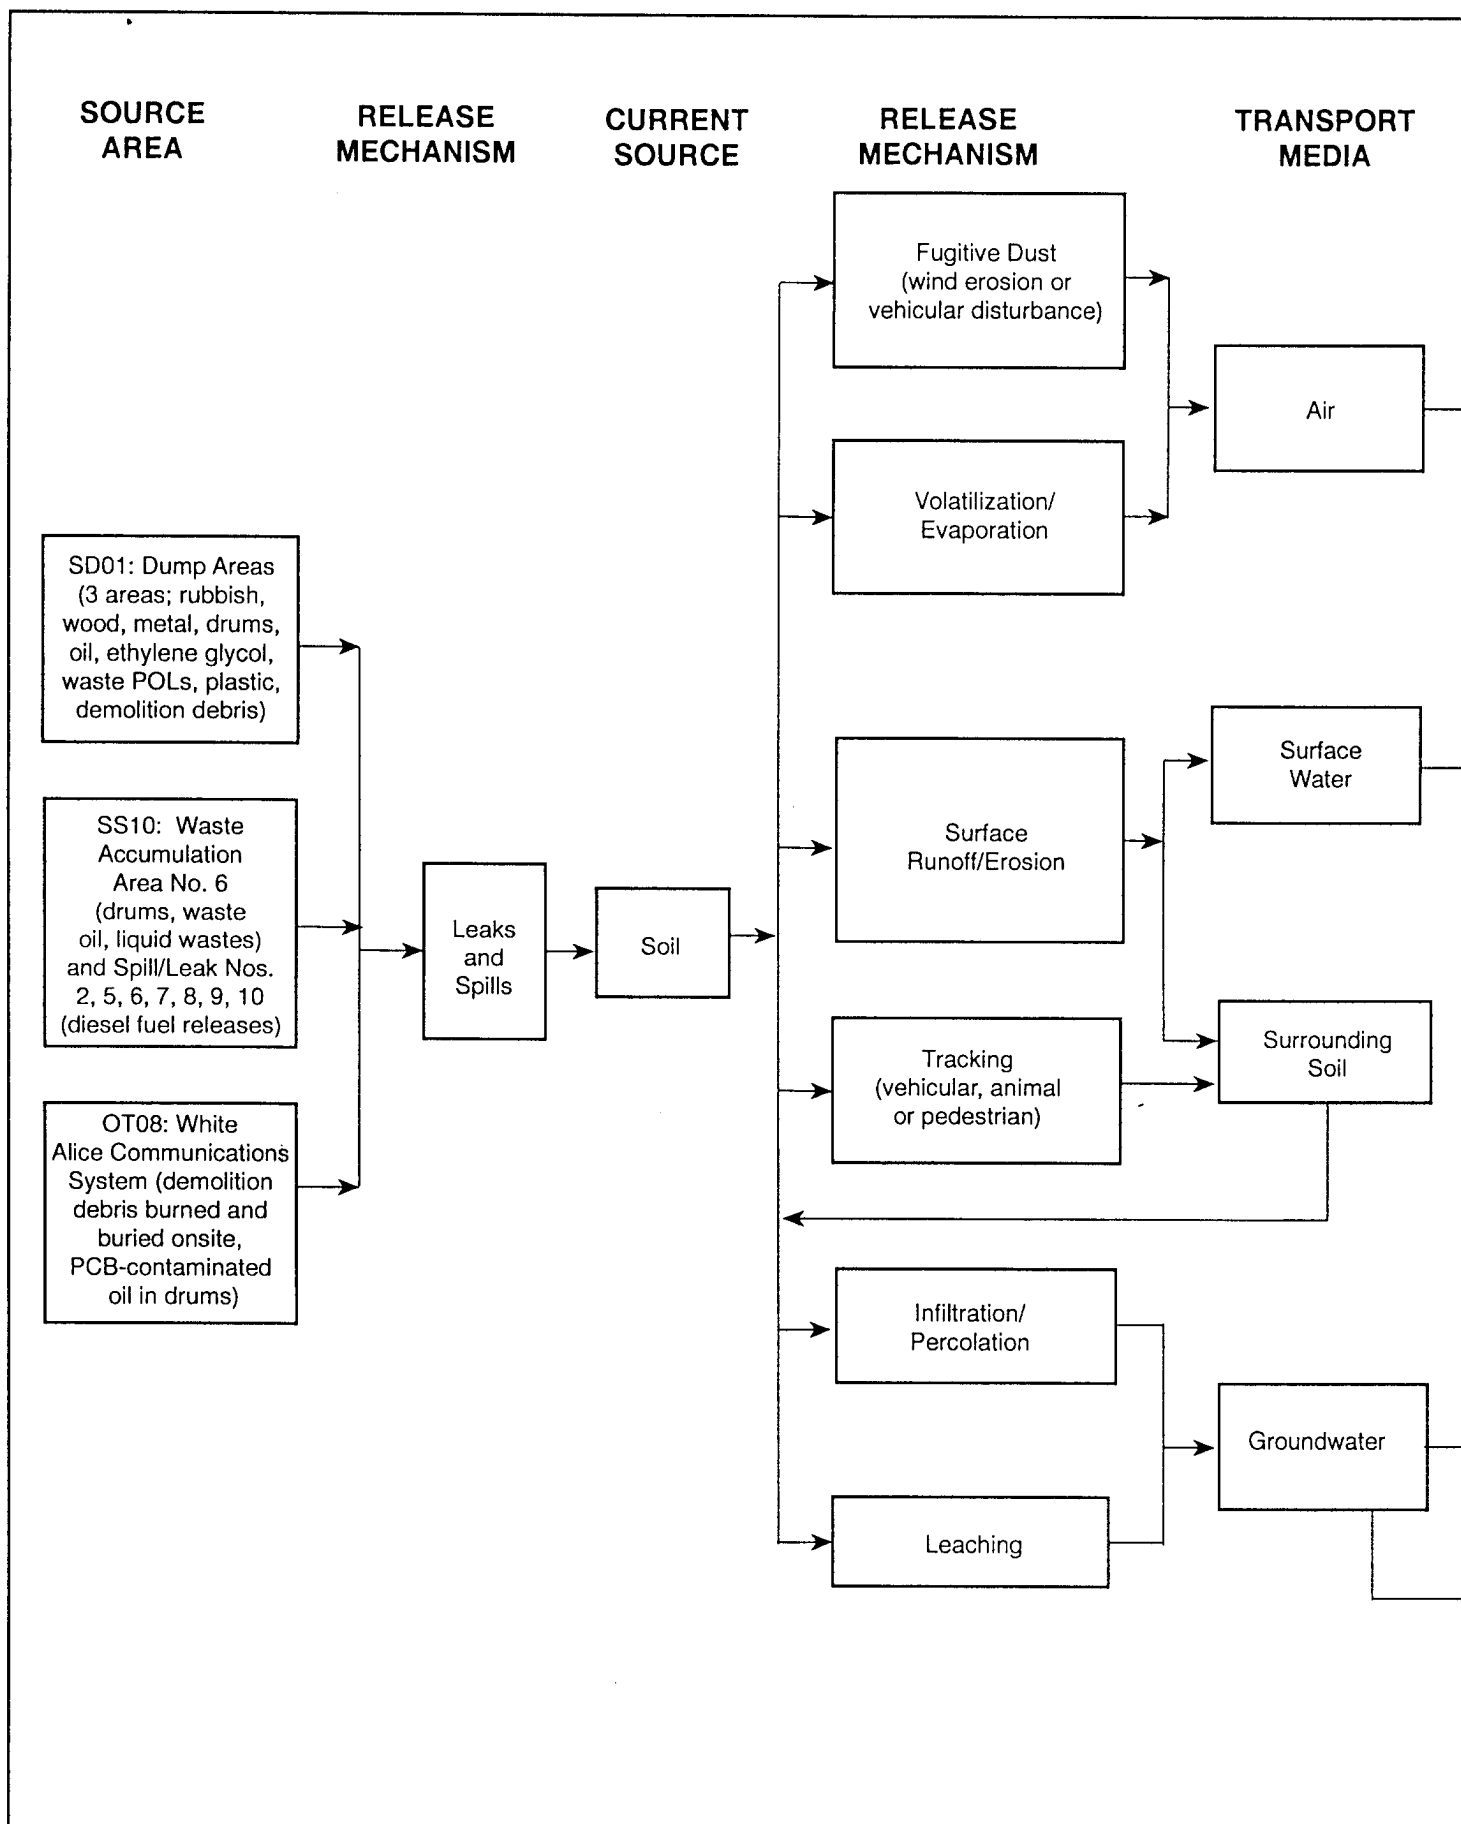 SOURCE
AREA
RELEASE
MECHANISM
CURRENT
SOURCE
RELEASE
MECHANISM
TRANSPORT
MEDIA
SD01: Dump Areas
(3 areas; rubbish,
wood, metal, drums,
oil, ethylene glycol,
waste POLs, plastic,
demolition debris)
SS10: Waste
Accumulation
Area No. 6
(drums, waste
oil, liquid wastes)
and Spill/Leak Nos.
2, 5, 6, 7, 8, 9, 10
(diesel fuel releases)
OT08: White
Alice Communications
System (demolition
debris burned and
buried onsite,
PCB-contaminated
oil in drums)
Leaks
and
Spills
Soil
Fugitive Dust
(wind erosion or
vehicular disturbance)
Volatilization/
Evaporation
Surface
Runoff/Erosion
Tracking
(vehicular, animal
or pedestrian)
Infiltration/
Percolation
Leaching
Air
Surface
Water
Surrounding
Soil
Groundwater